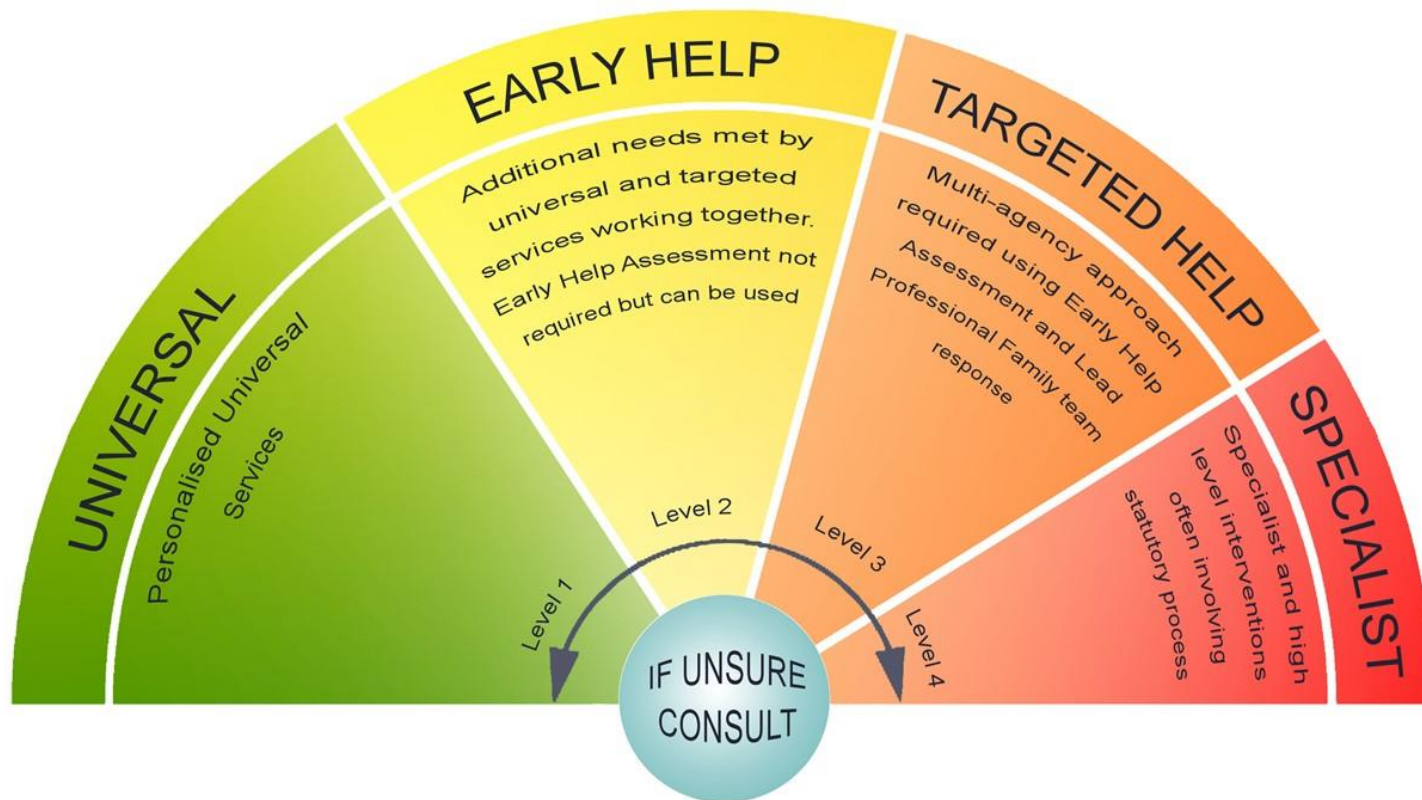 UNIVERSAL
Personalised Universal
Services
Level 1
EARLY HELP
Additional needs met by
universal and targeted
services working together.
Early Help Assessment not
required but can be used
Level 2
TARGETED HELP
Multi-agency approach
required using Early Help
Assessment and Lead
Professional Family team
response
Level 3
SPECIALIST
Specialist and high
level interventions
often involving
statutory process
Level 4
IF UNSURE
CONSULT